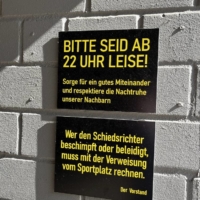 BITTE SEID AB
22 UHR LEISE!
Sorge für ein gutes Miteinander
und respektiere die Nachtruhe
unserer Nachbarn
Wer den Schiedsrichter
beschimpft oder beleidigt,
muss mit der Verweisung
vom Sportplatz rechnen.
Der Vorstand